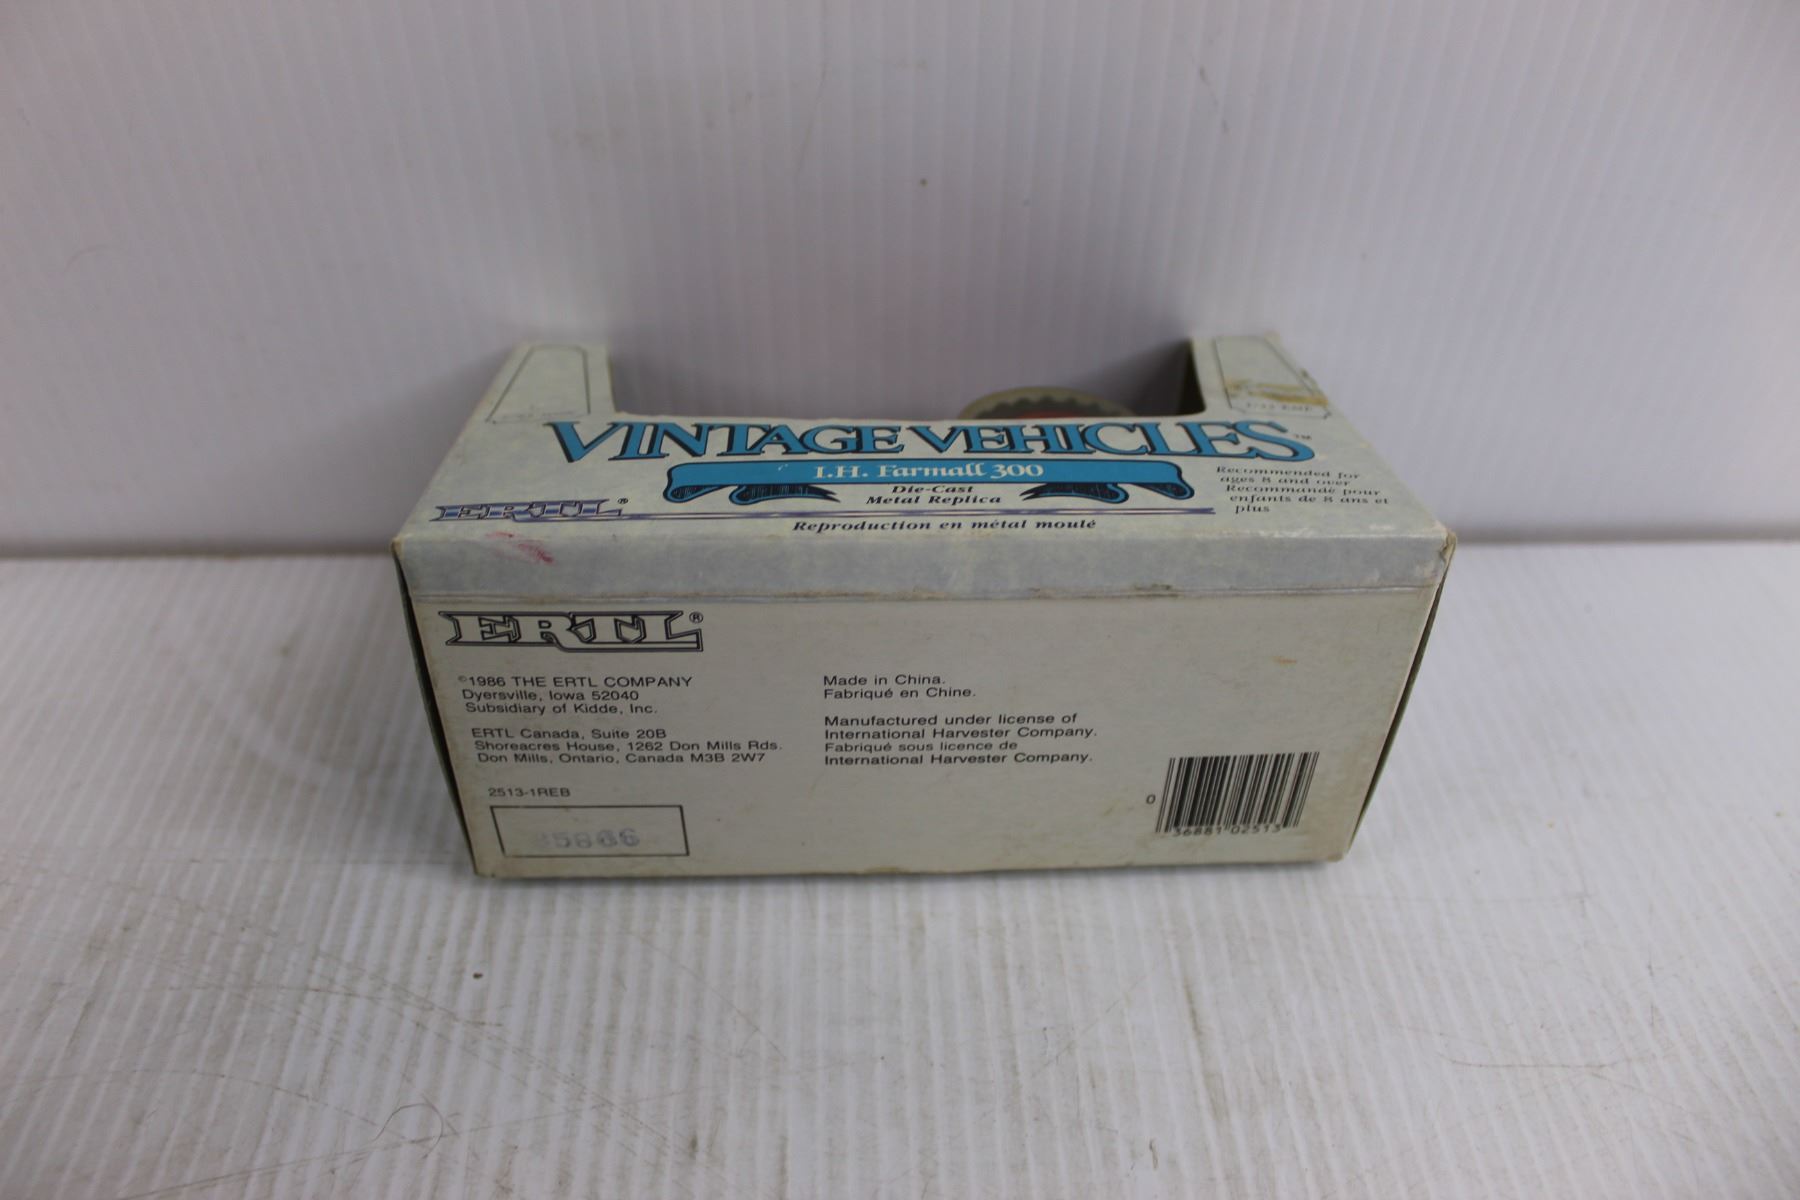 VINTAGE VEHICLES™
I.H. Farmall 300
Die-Cast
Metal Replica
Reproduction en métal moulé
ERTL®
Recommended for
ages 8 and over
Recommandé pour
enfants de 8 ans et
plus
ERTL®
©1986 THE ERTL COMPANY
Dyersville, Iowa 52040
Subsidiary of Kidde, Inc.
ERTL Canada, Suite 20B
Shoreacres House, 1262 Don Mills Rds.
Don Mills, Ontario, Canada M3B 2W7
2513-1REB
Made in China.
Fabriqué en Chine.
Manufactured under license of
International Harvester Company.
Fabriqué sous licence de
International Harvester Company.
0 36881 02513